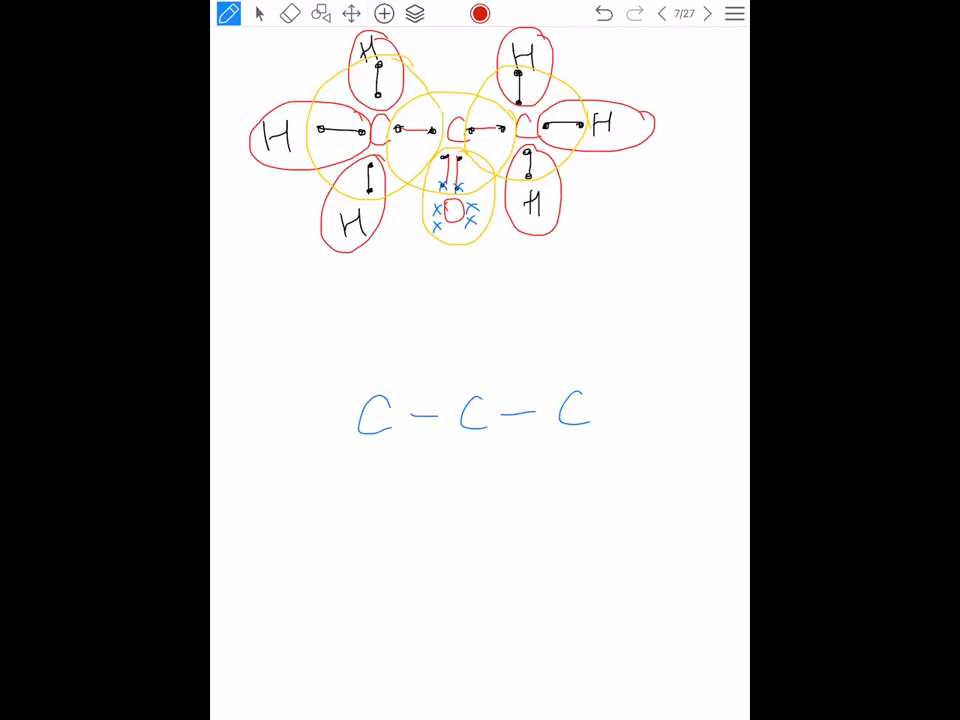 7/27
H H
H C C C H
H O H
C - C - C